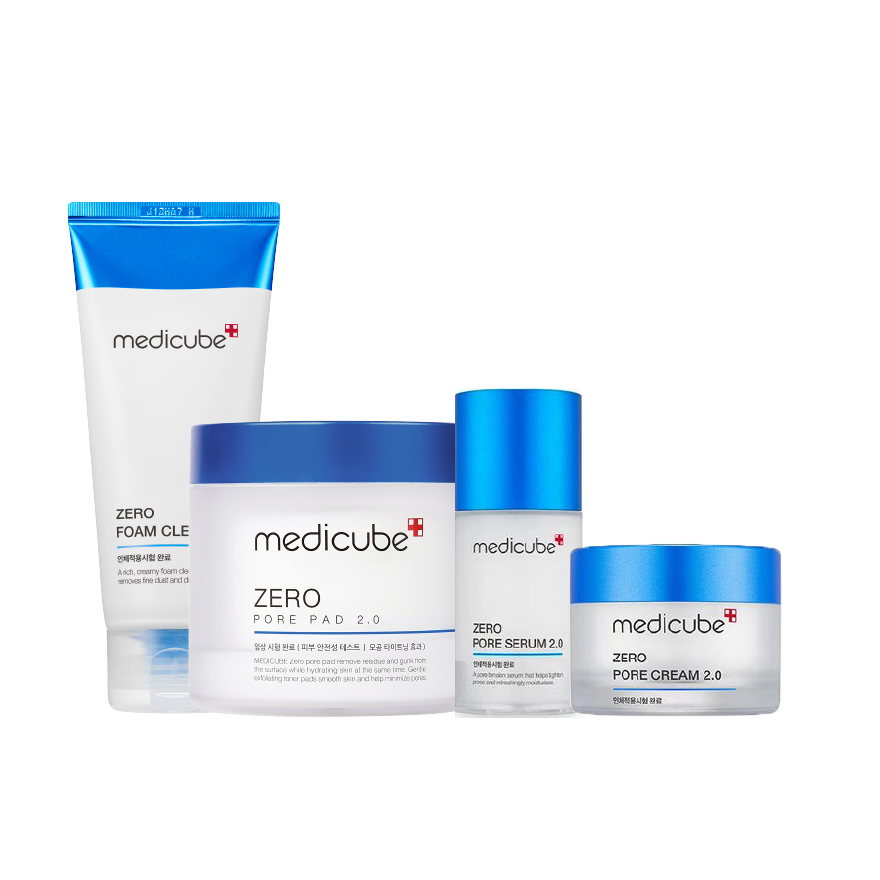 medicube
ZERO
FOAM CLE
인체적용시험 완료
A rich, creamy foam cle
removes fine dust and d
medicube
ZERO
PORE PAD 2.0
임상 시험 완료 ( 피부 안전성 테스트 | 모공 타이트닝 효과 )
MEDICUBE Zero pore pad remove residue and gunk from
the surface while hydrating skin at the same time. Gentle
exfoliating toner pads smooth skin and help minimize pores.
medicube
ZERO
PORE SERUM 2.0
인체적용시험 완료
A pore tension serum that helps tighten
pores and refreshingly moisturize.
medicube
ZERO
PORE CREAM 2.0
인체적용시험 완료